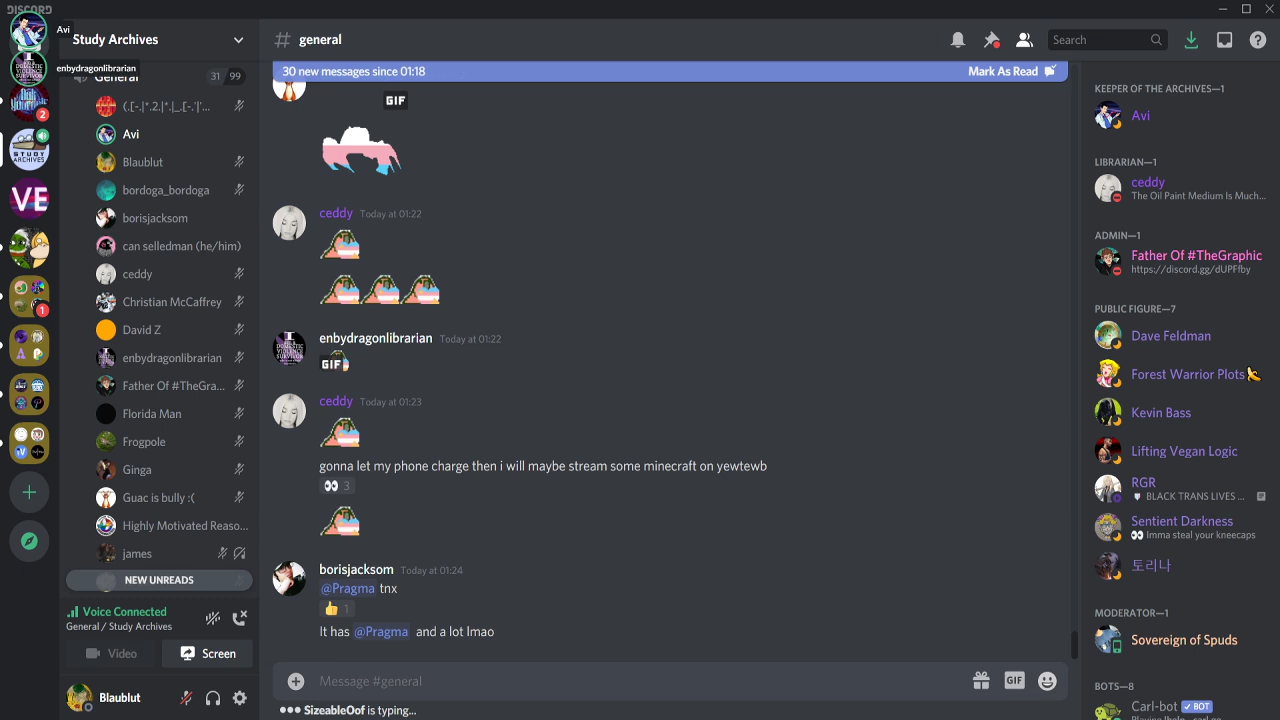 DISCORD
Avi
enbydragonlibrarian
2
STUDY
ARCHIVES
VE
1
Study Archives
General
31 99
(.[-.|*.2.|*.|_.[-.'|'...
Avi
Blaublut
bordoga_bordoga
borisjacksom
can selledman (he/him)
ceddy
Christian McCaffrey
David Z
enbydragonlibrarian
Father Of #TheGra...
Florida Man
Frogpole
Ginga
Guac is bully :(
Highly Motivated Reaso...
james
NEW UNREADS
Voice Connected
General / Study Archives
Video
Screen
Blaublut
# general
Search
30 new messages since 01:18
Mark As Read
GIF
ceddy Today at 01:22
enbydragonlibrarian Today at 01:22
GIF
ceddy Today at 01:23
gonna let my phone charge then i will maybe stream some minecraft on yewtewb
3
borisjacksom Today at 01:24
@Pragma tnx
1
It has @Pragma and a lot lmao
Message #general
GIF
SizeableOof is typing...
KEEPER OF THE ARCHIVES—1
Avi
LIBRARIAN—1
ceddy
The Oil Paint Medium Is Much...
ADMIN—1
Father Of #TheGraphic
https://discord.gg/dUPFfby
PUBLIC FIGURE—7
Dave Feldman
Forest Warrior Plots
Kevin Bass
Lifting Vegan Logic
RGR
BLACK TRANS LIVES ...
Sentient Darkness
Imma steal your kneecaps
토리나
MODERATOR—1
Sovereign of Spuds
BOTS—8
Carl-bot BOT